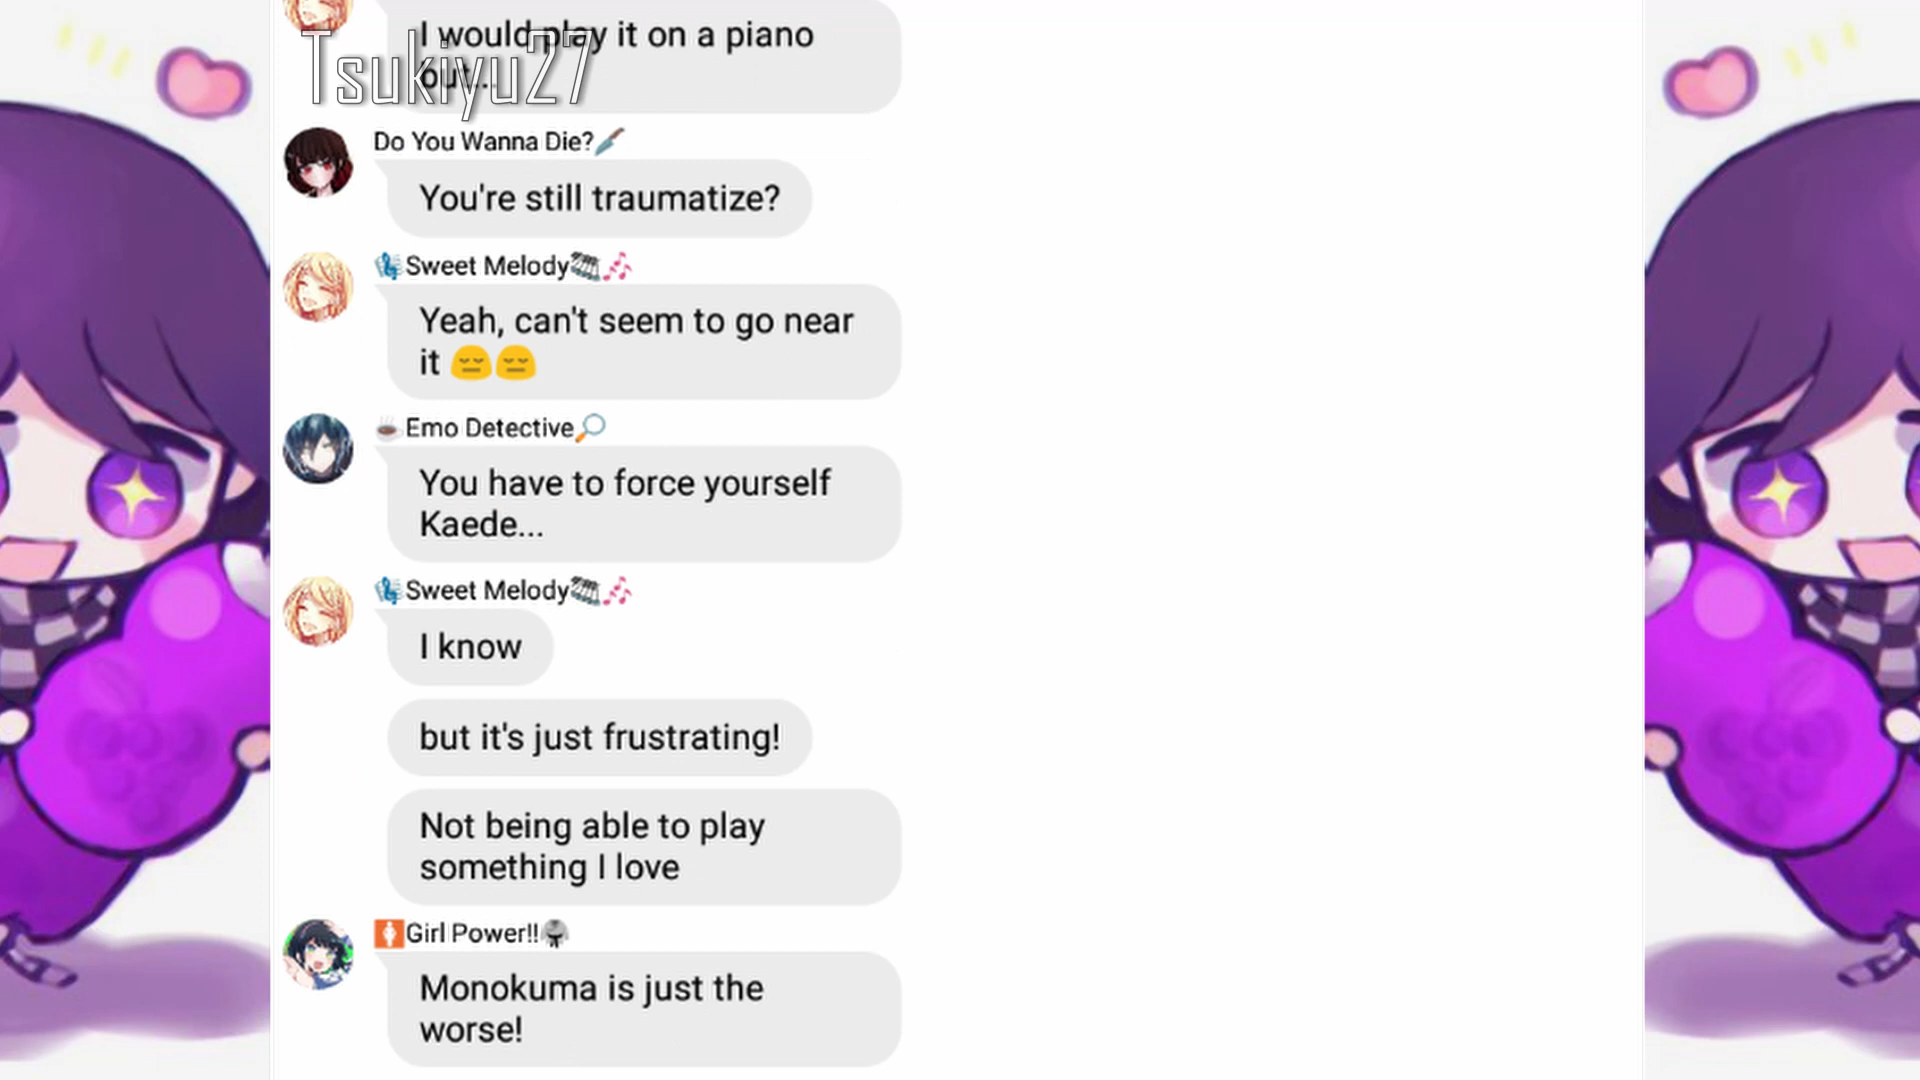 I would play it on a piano
but...
Tsukiyu27
Do You Wanna Die?
You're still traumatize?
Sweet Melody
Yeah, can't seem to go near
it
Emo Detective
You have to force yourself
Kaede...
Sweet Melody
I know
but it's just frustrating!
Not being able to play
something I love
Girl Power!!
Monokuma is just the
worse!